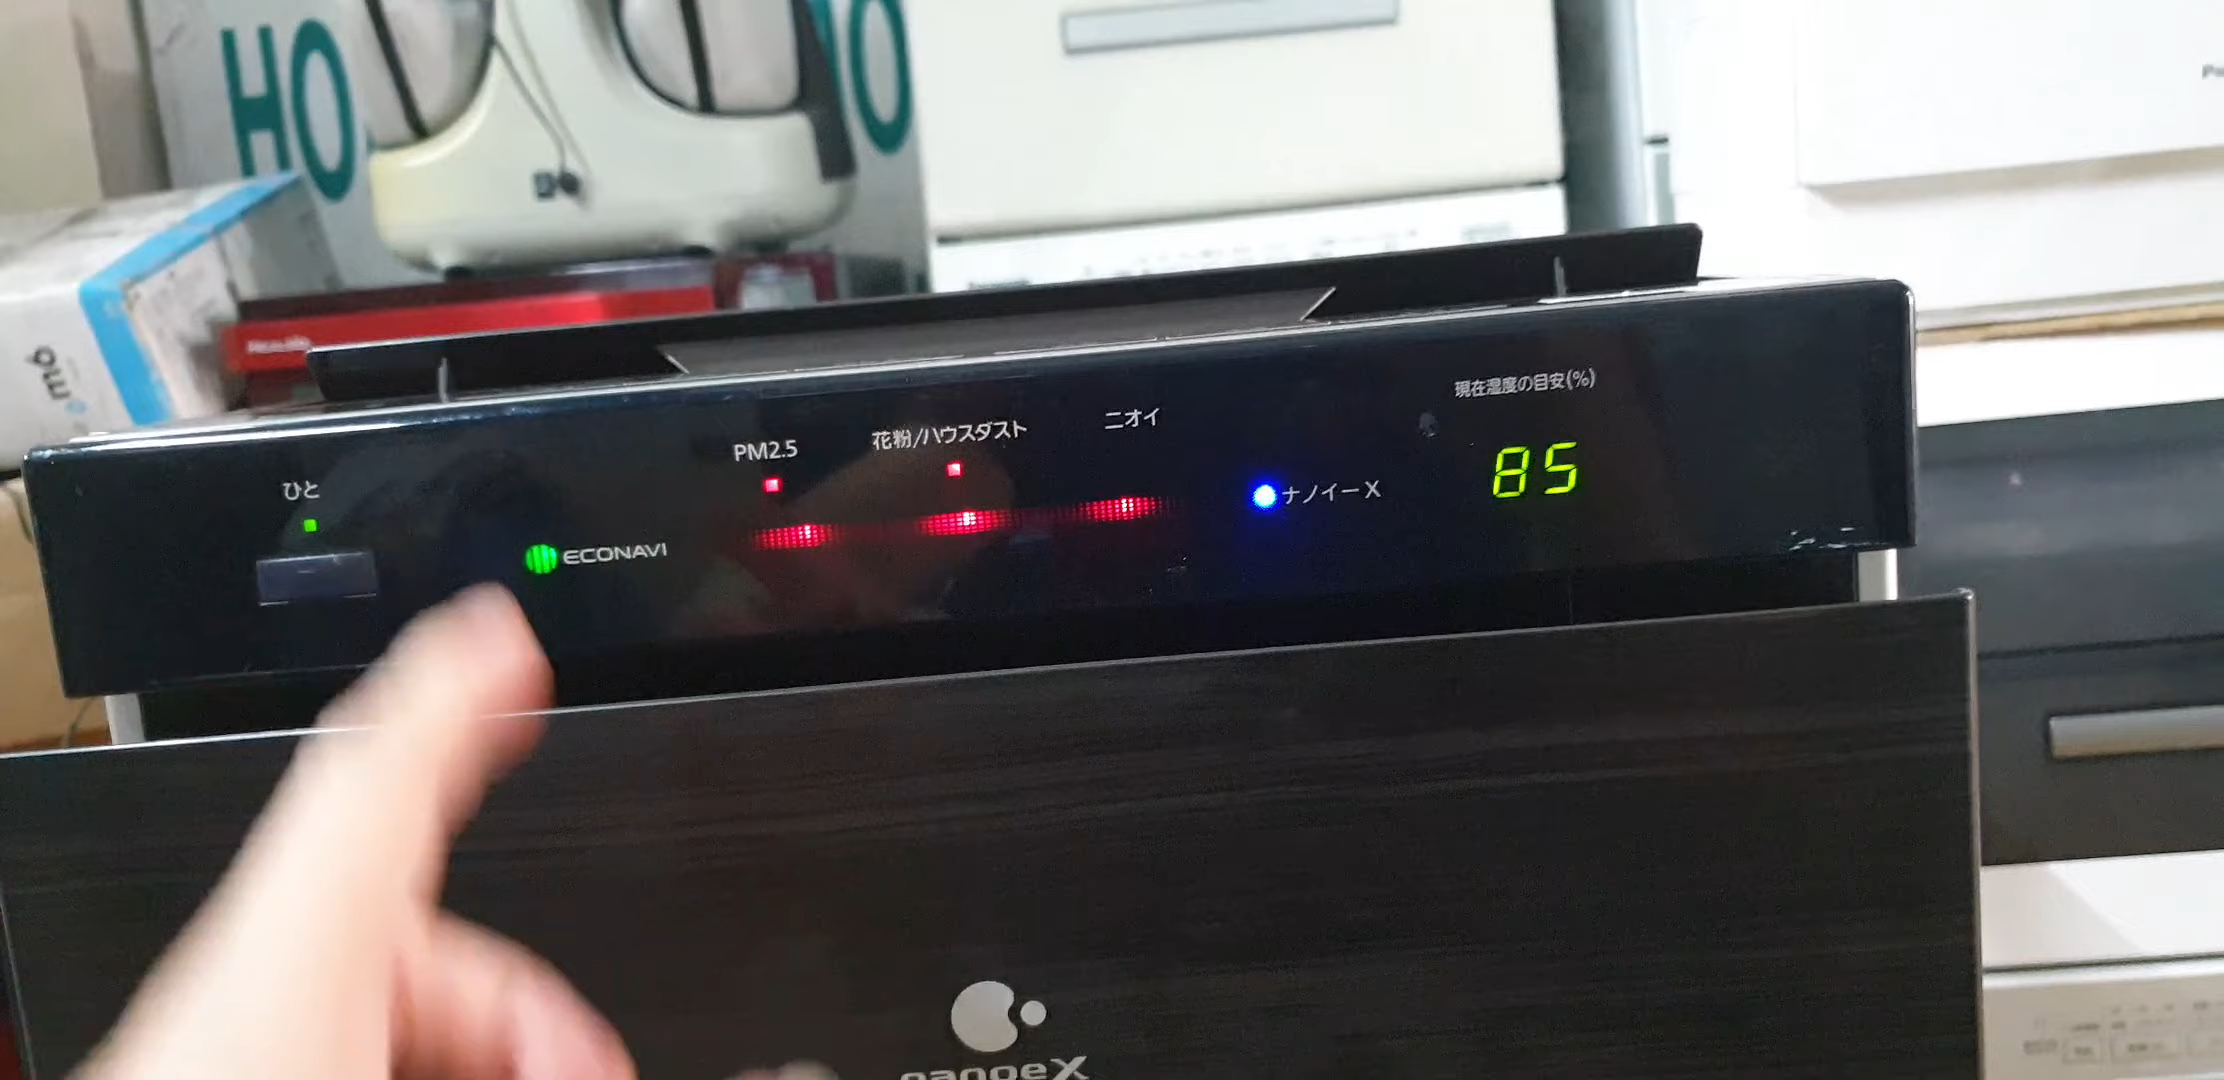 HO
O
m6
ひと
ECONAVI
PM2.5
花粉/ハウスダスト
ニオイ
ナノイーX
現在湿度の目安(%)
85
nanoeX